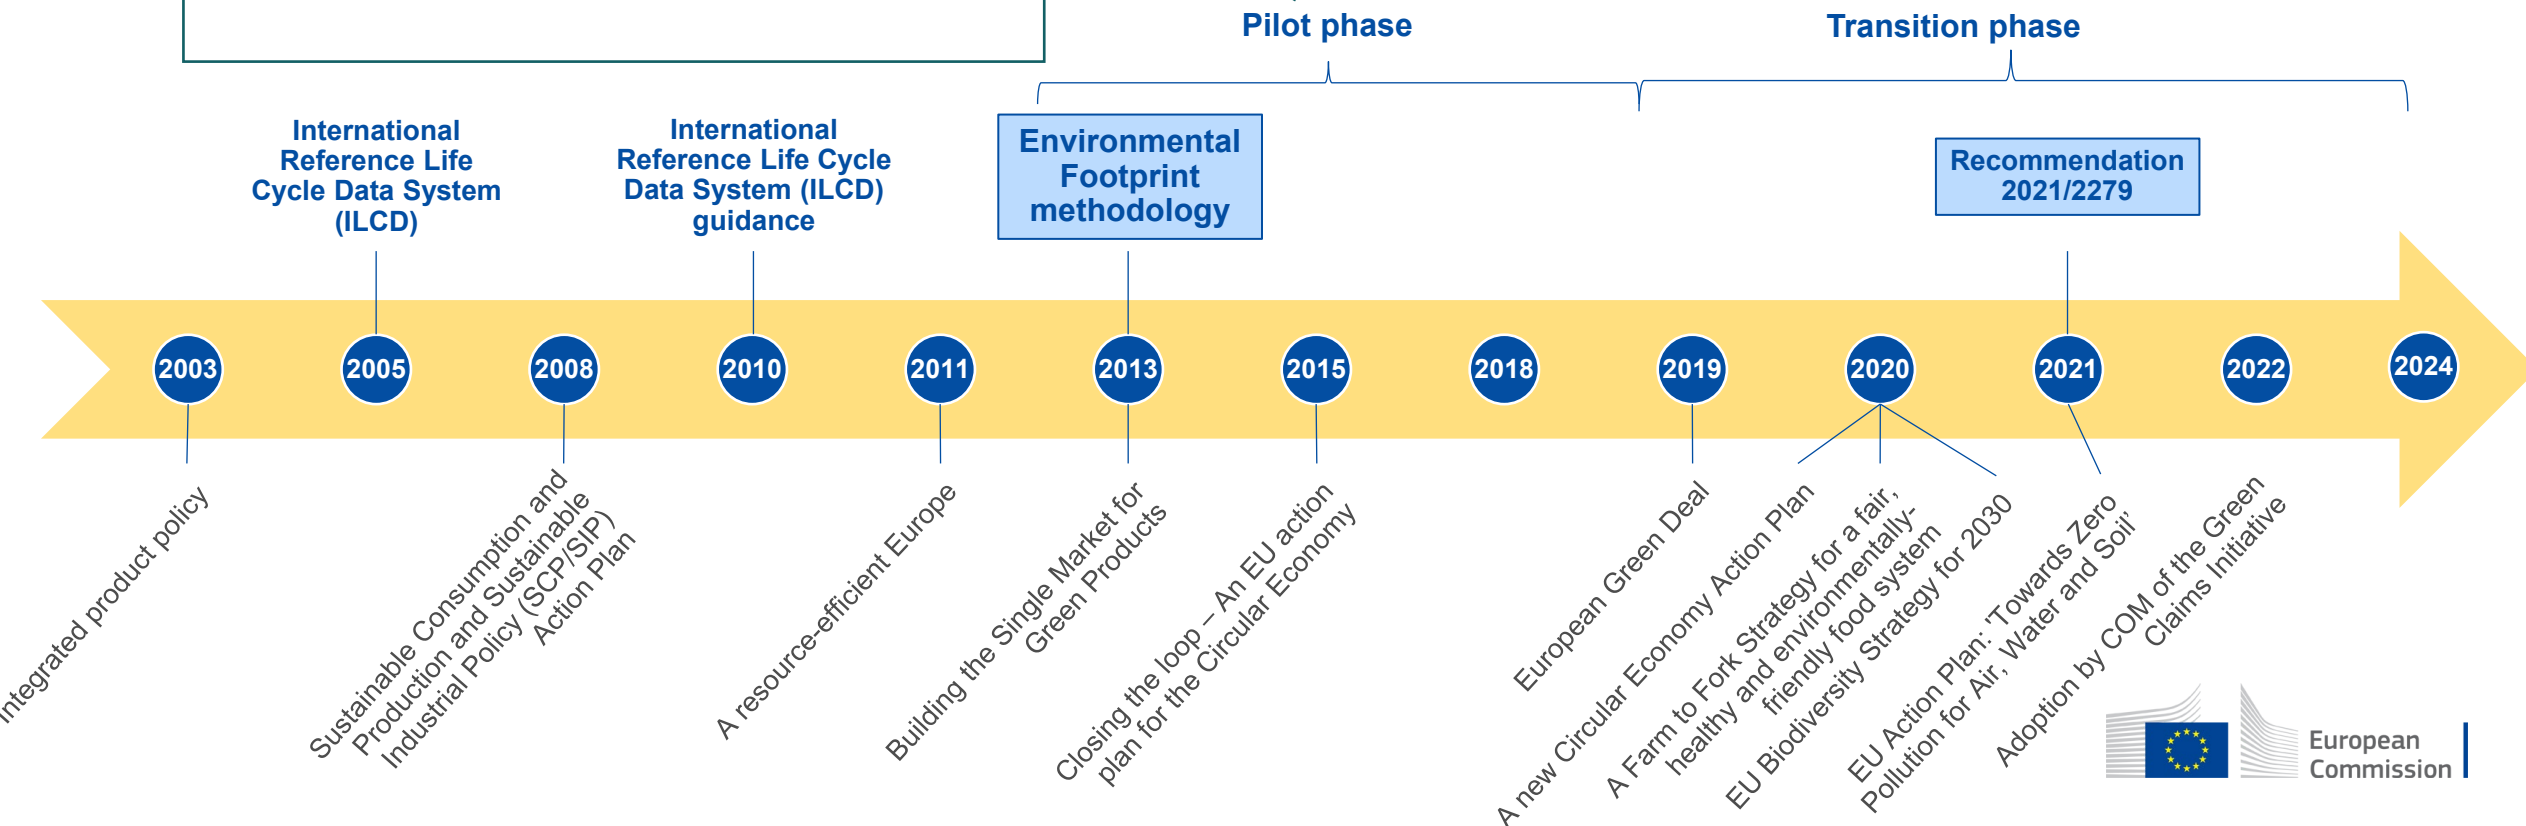 Pilot phase
Transition phase
International
Reference Life
Cycle Data System
(ILCD)
International
Reference Life Cycle
Data System (ILCD)
guidance
Environmental
Footprint
methodology
Recommendation
2021/2279
2003
2005
2008
2010
2011
2013
2015
2018
2019
2020
2021
2022
2024
Integrated product policy
Sustainable Consumption and
Production and Sustainable
Industrial Policy (SCP/SIP)
Action Plan
A resource-efficient Europe
Building the Single Market for
Green Products
Closing the loop – An EU action
plan for the Circular Economy
European Green Deal
A new Circular Economy Action Plan
A Farm to Fork Strategy for a fair,
healthy and environmentally-
friendly food system
EU Biodiversity Strategy for 2030
EU Action Plan: 'Towards Zero
Pollution for Air, Water and Soil’
Adoption by COM of the Green
Claims Initiative
European
Commission